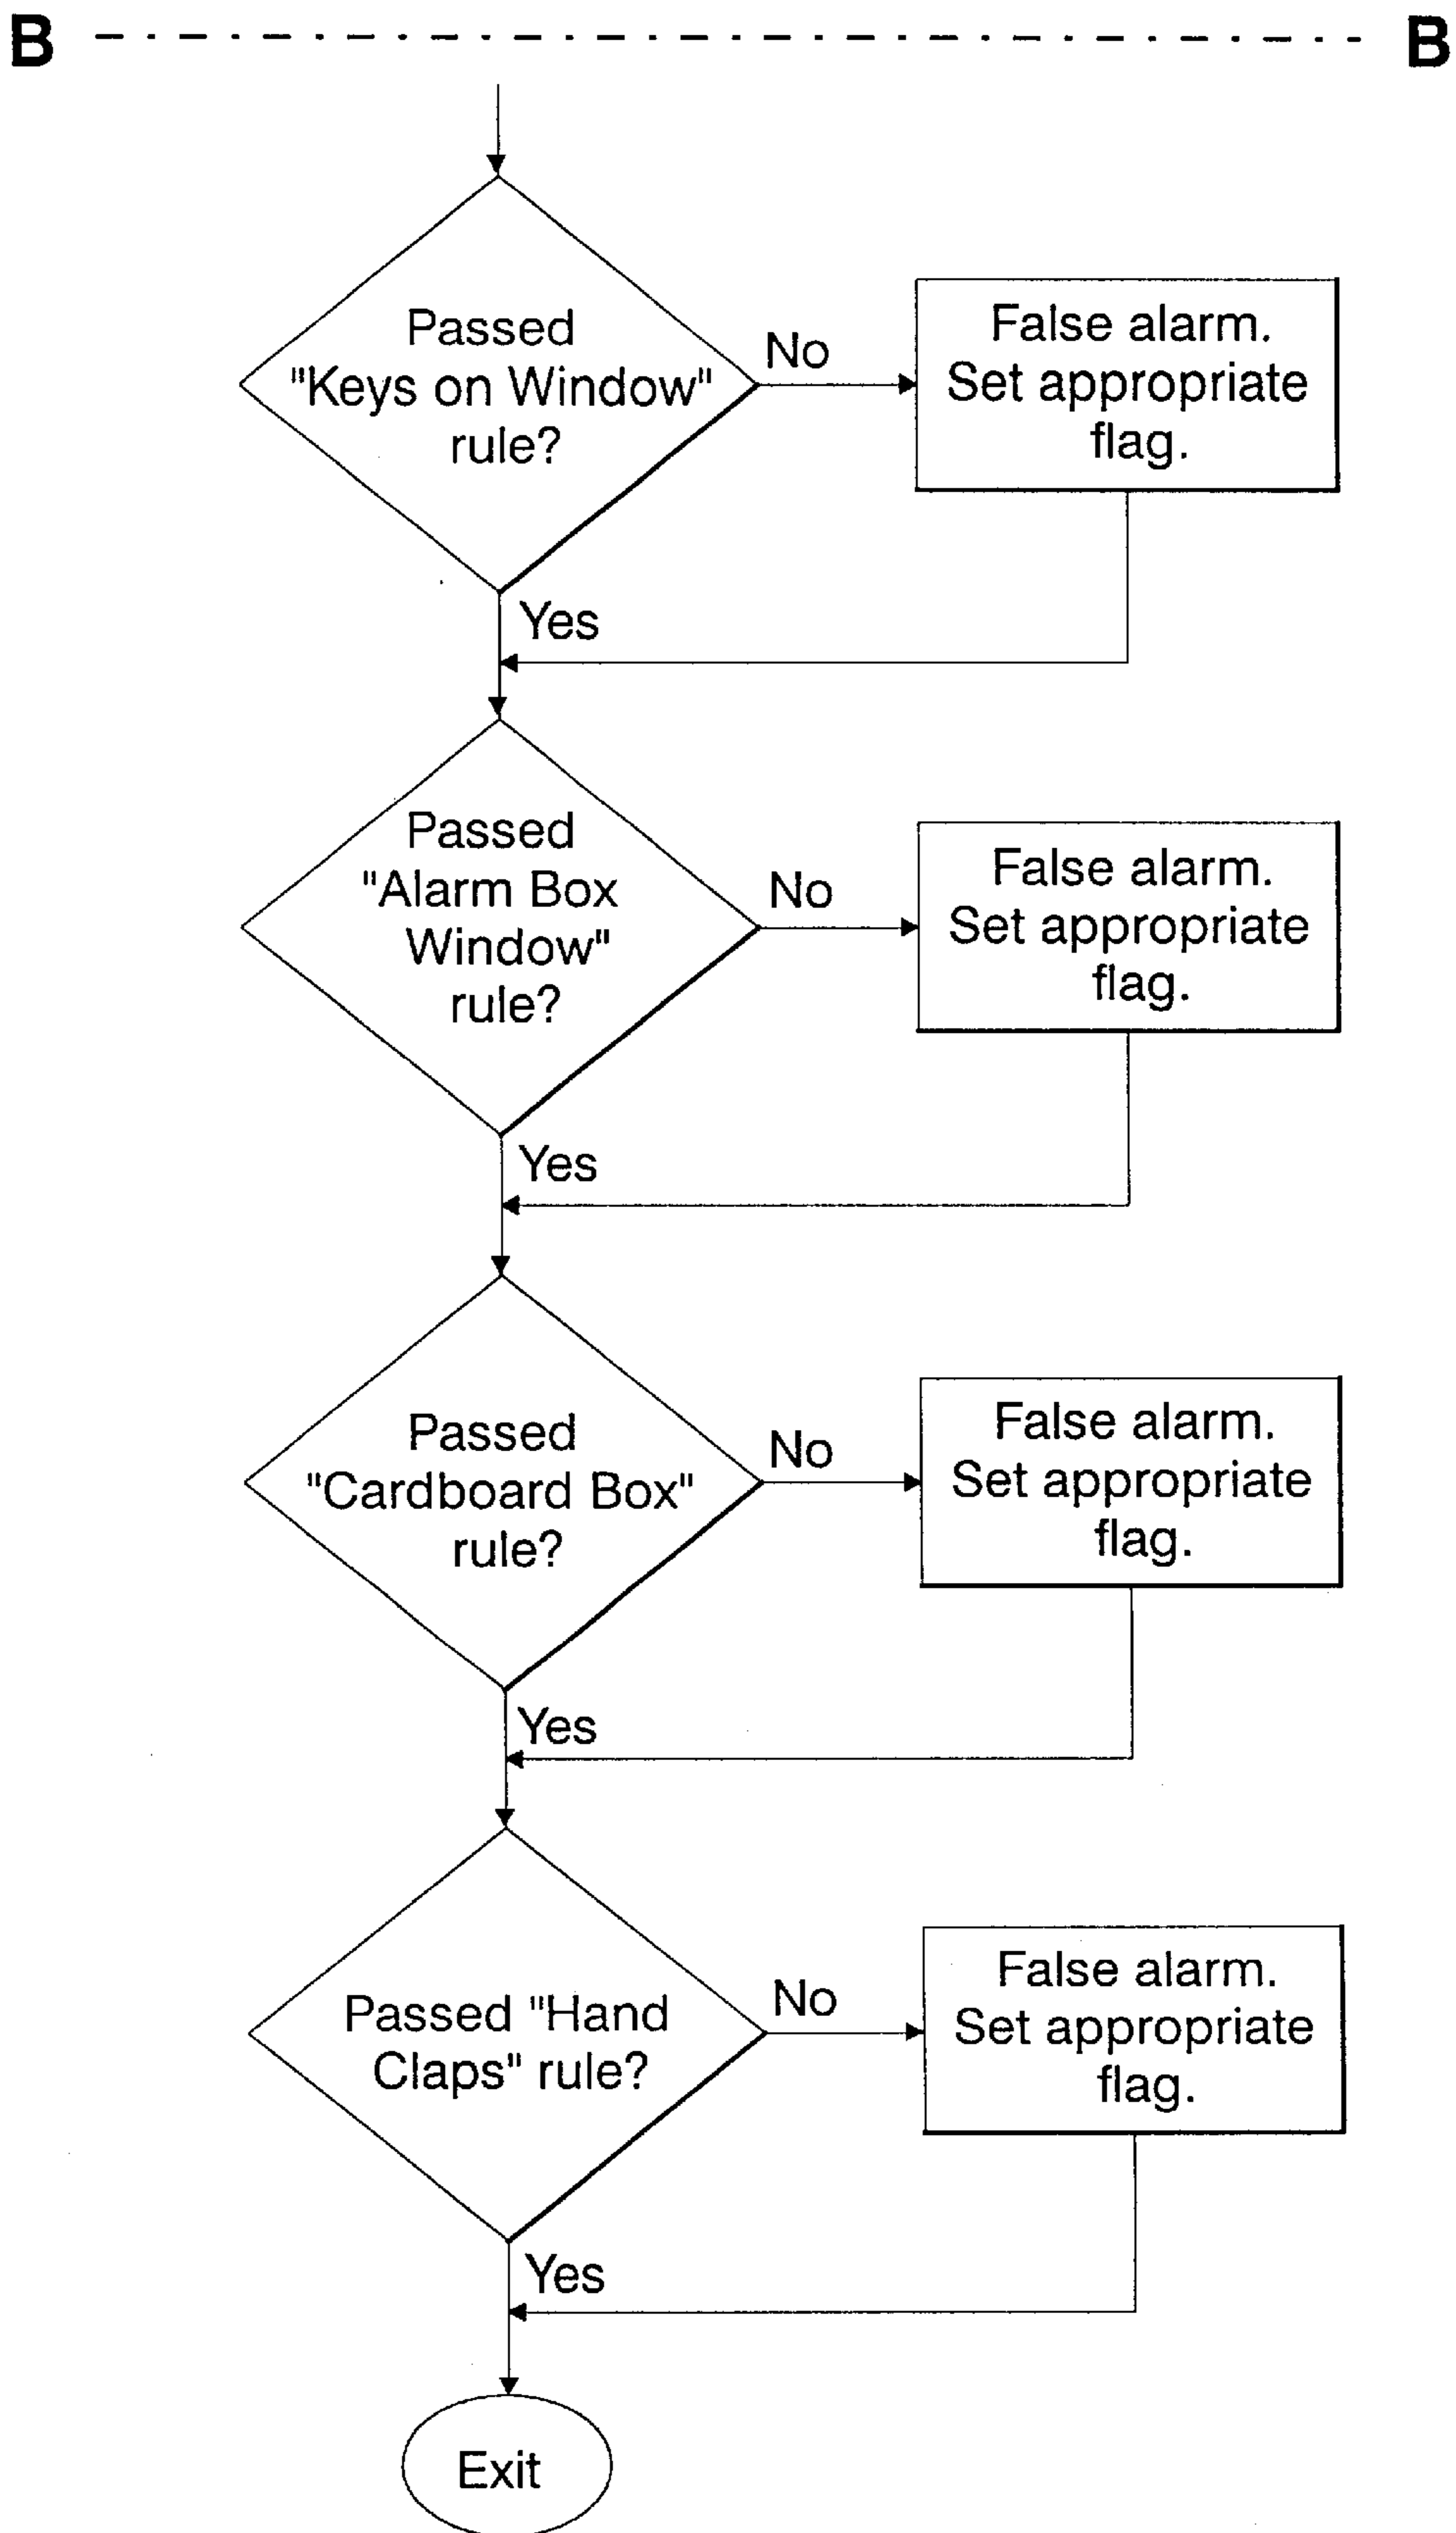 B B
Passed
"Keys on Window"
rule?
No
False alarm.
Set appropriate
flag.
Yes
Passed
"Alarm Box
Window"
rule?
No
False alarm.
Set appropriate
flag.
Yes
Passed
"Cardboard Box"
rule?
No
False alarm.
Set appropriate
flag.
Yes
Passed "Hand
Claps" rule?
No
False alarm.
Set appropriate
flag.
Yes
Exit